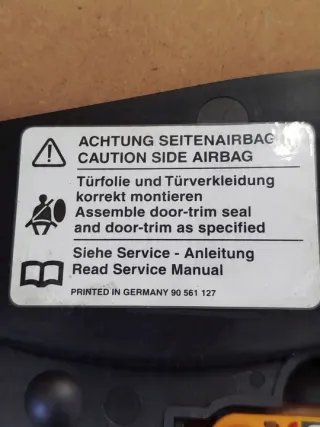 ACHTUNG SEITENAIRBAG
CAUTION SIDE AIRBAG
Türfolie und Türverkleidung
korrekt montieren
Assemble door-trim seal
and door-trim as specified
Siehe Service - Anleitung
Read Service Manual
PRINTED IN GERMANY 90 561 127